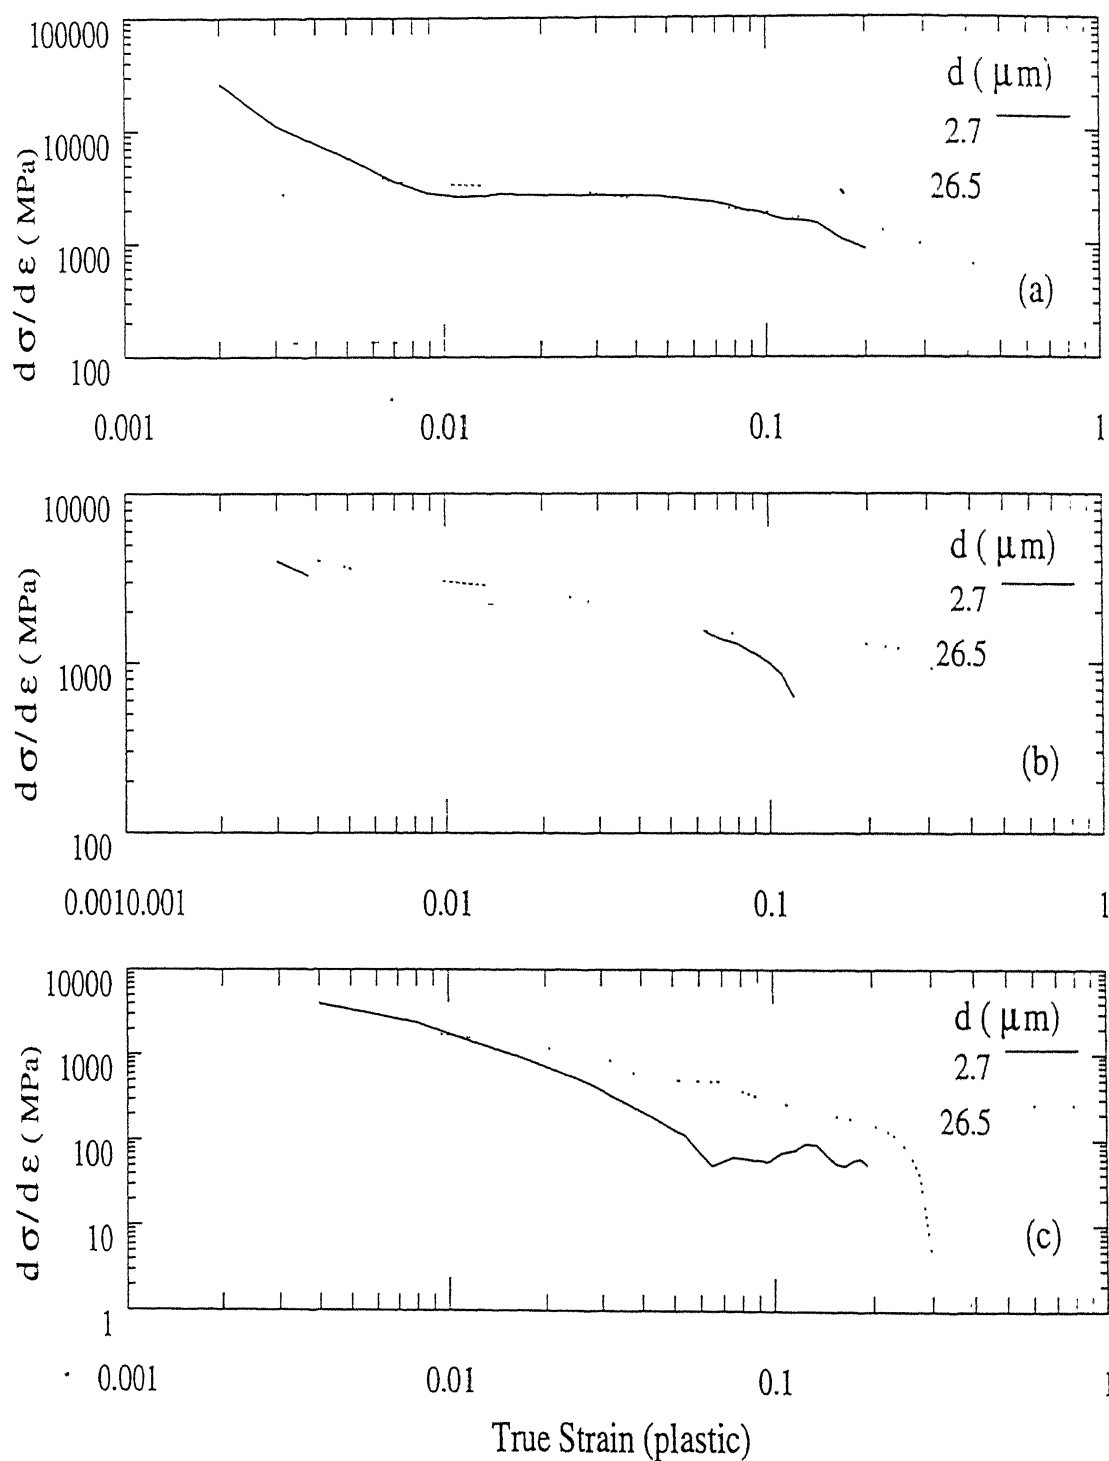 100000
10000
1000
100
dσ/dε (MPa)
d (μm)
2.7
26.5
(a)
0.001 0.01 0.1 1
10000
1000
100
dσ/dε (MPa)
d (μm)
2.7
26.5
(b)
0.0010.001 0.01 0.1 1
10000
1000
100
10
1
dσ/dε (MPa)
d (μm)
2.7
26.5
(c)
0.001 0.01 0.1 1
True Strain (plastic)